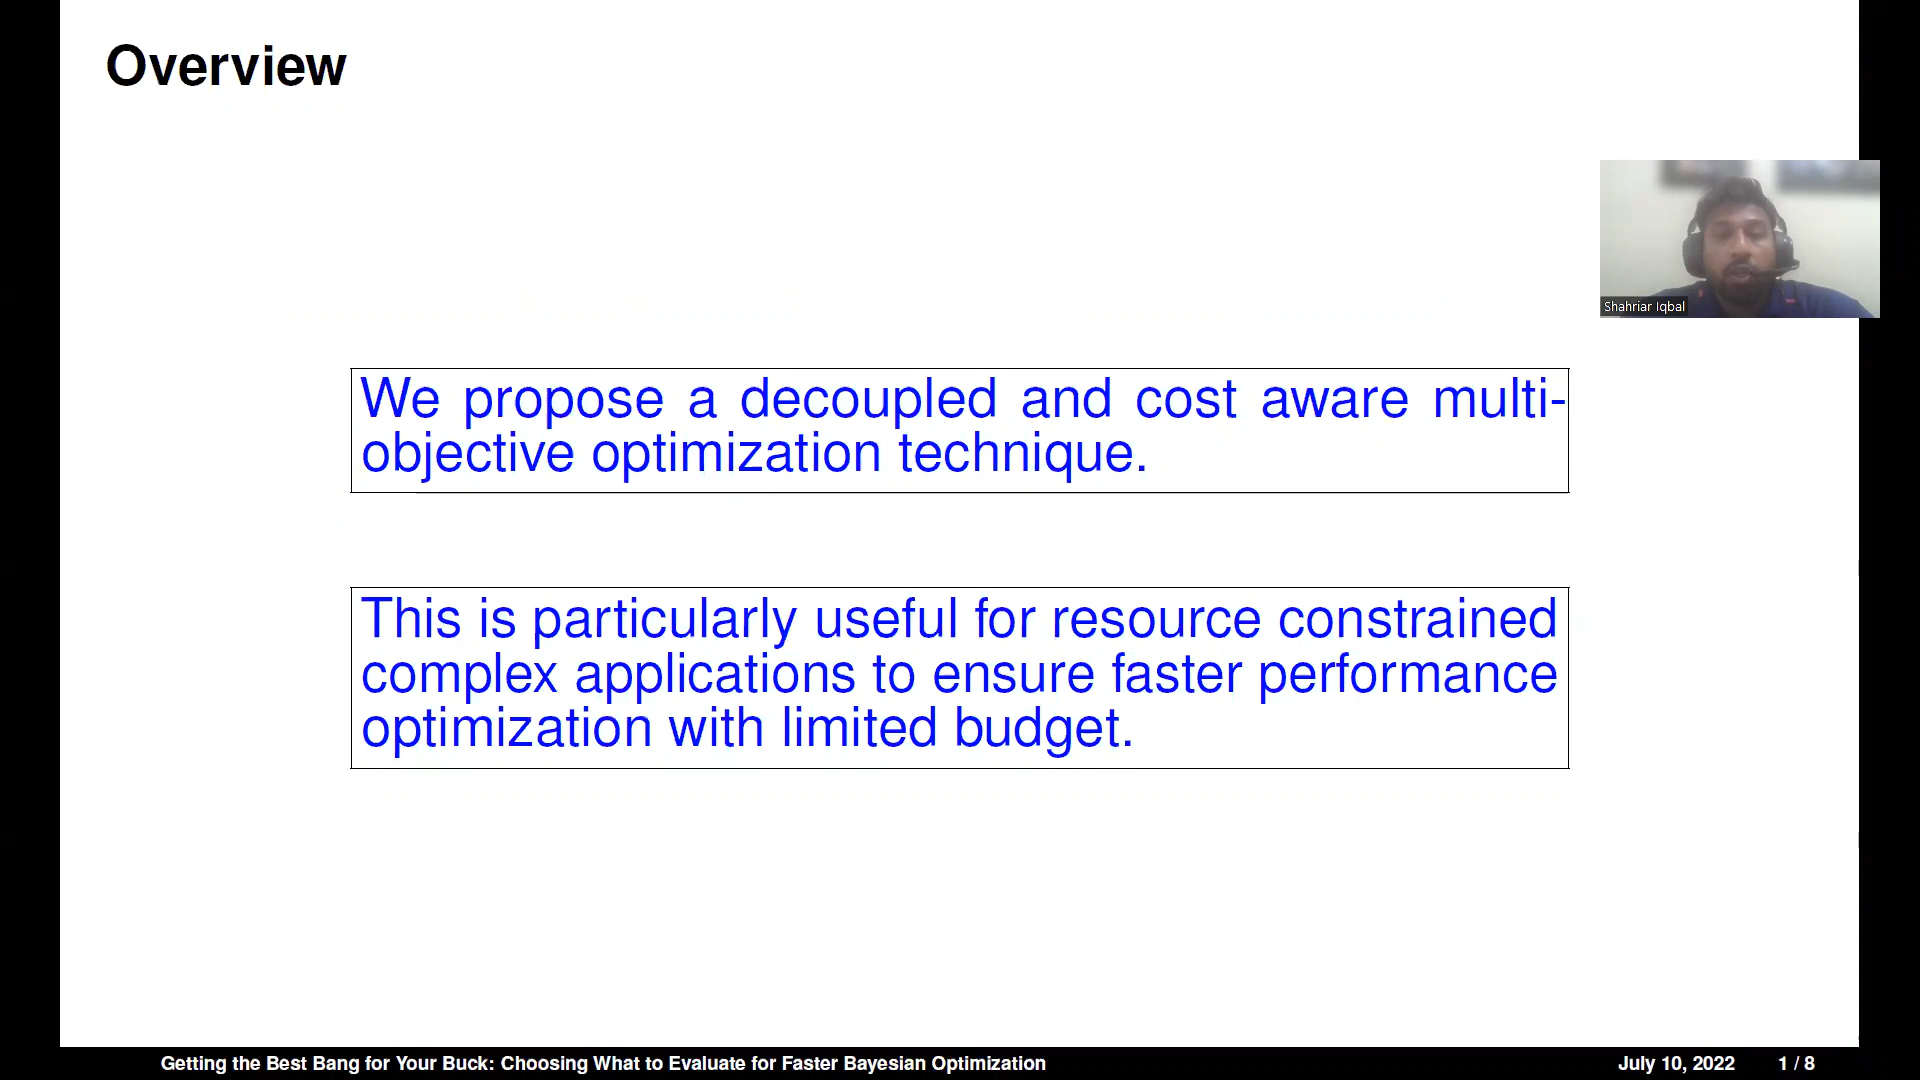 Overview
Shahriar Iqbal
We propose a decoupled and cost aware multi-
objective optimization technique.
This is particularly useful for resource constrained
complex applications to ensure faster performance
optimization with limited budget.
Getting the Best Bang for Your Buck: Choosing What to Evaluate for Faster Bayesian Optimization
July 10, 2022
1 / 8